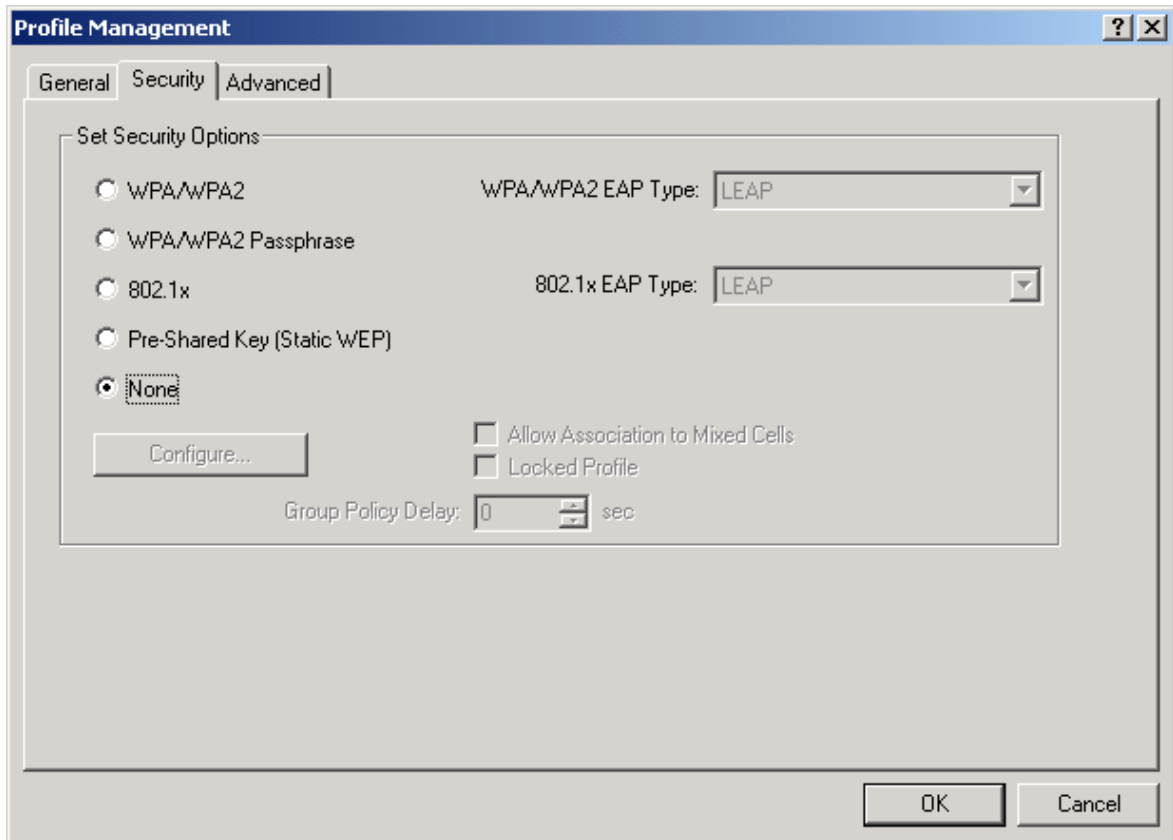 Profile Management
General Security Advanced
Set Security Options
WPA/WPA2 WPA/WPA2 EAP Type: LEAP
WPA/WPA2 Passphrase
802.1x 802.1x EAP Type: LEAP
Pre-Shared Key (Static WEP)
None
Configure... Allow Association to Mixed Cells
Locked Profile
Group Policy Delay: 0 sec
OK Cancel